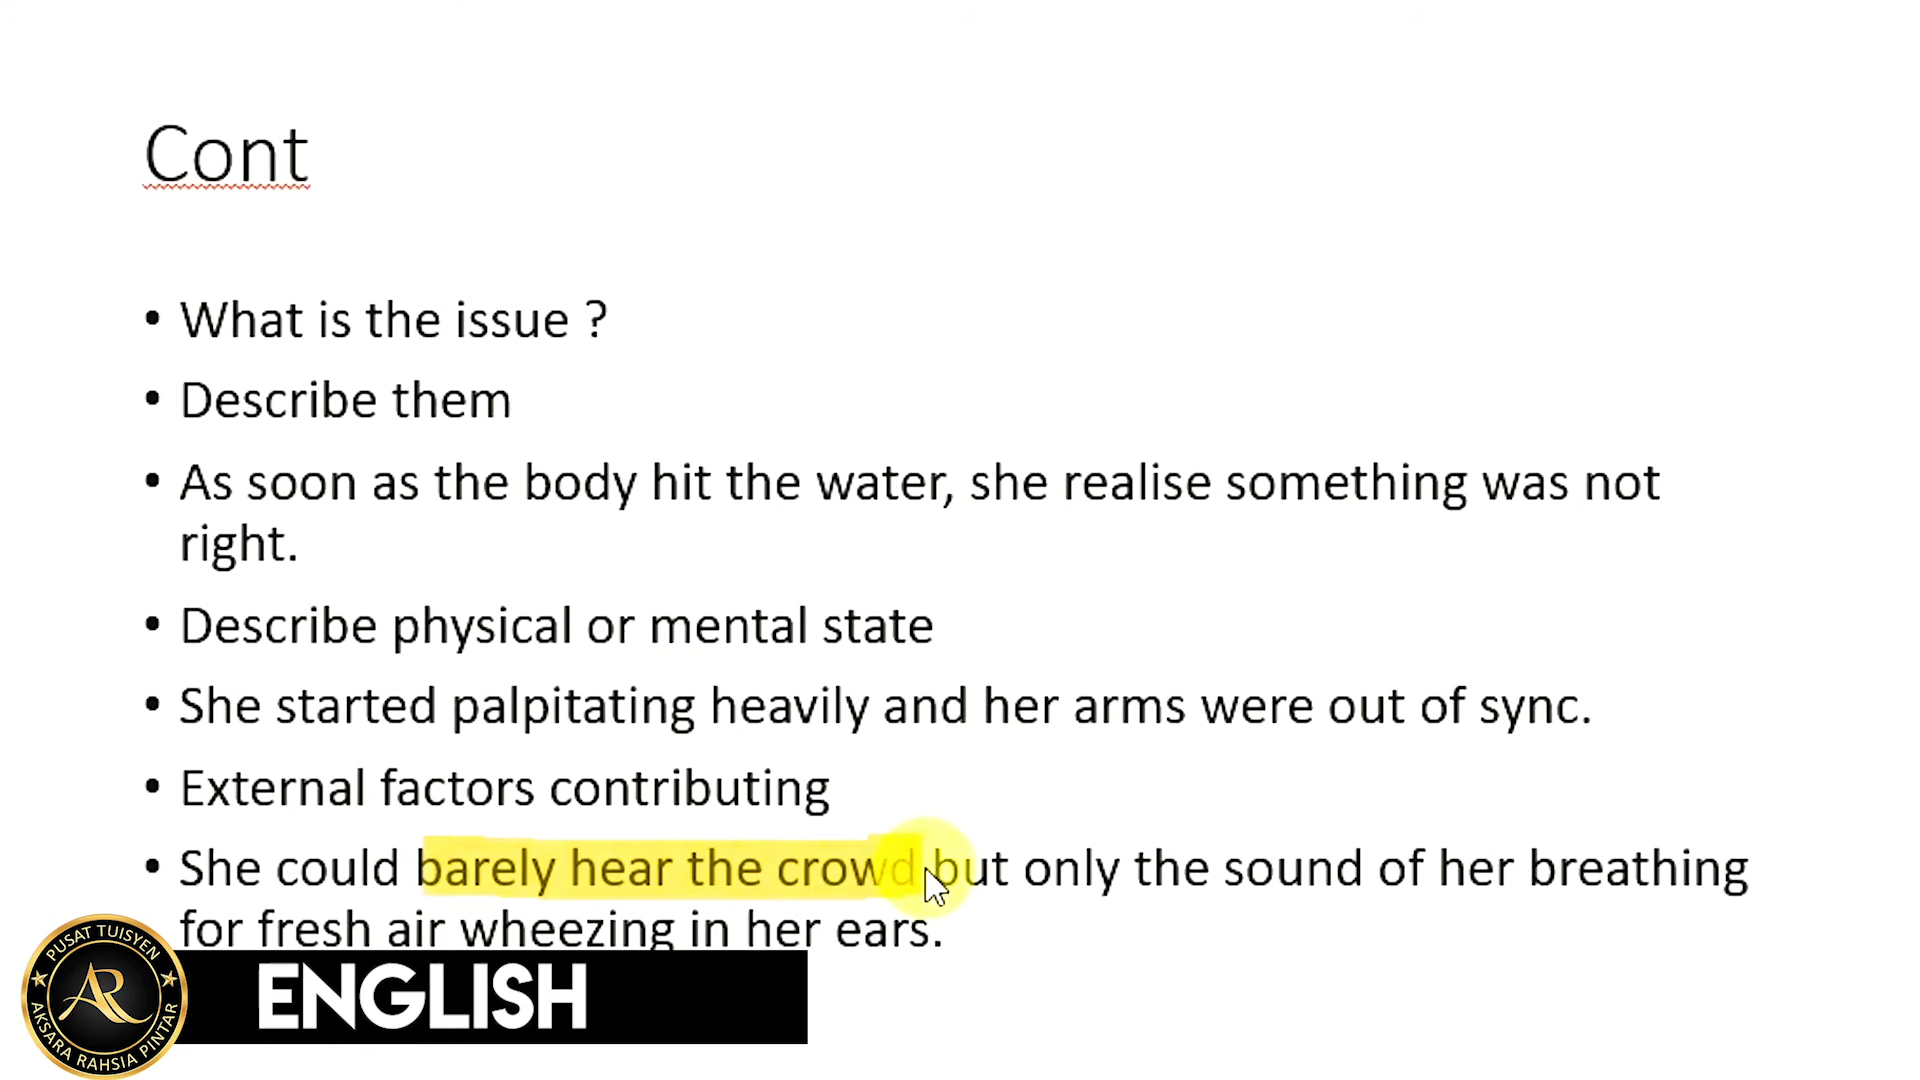 Cont
• What is the issue ?
• Describe them
• As soon as the body hit the water, she realise something was not
right.
• Describe physical or mental state
• She started palpitating heavily and her arms were out of sync.
• External factors contributing
• She could barely hear the crowd but only the sound of her breathing
for fresh air wheezing in her ears.
PUSAT TUISYEN
AR
AKSARA RAHSIA PINTAR
ENGLISH